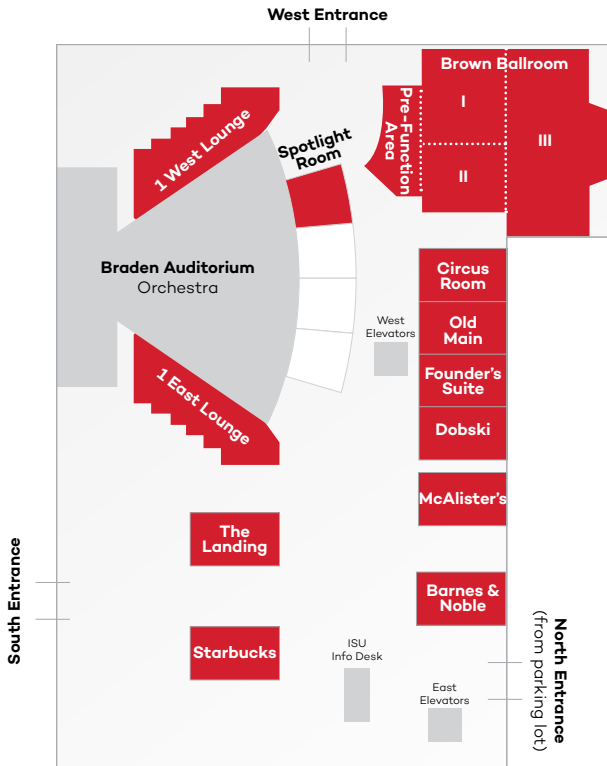 West Entrance
Brown Ballroom
I
II
III
Pre-Function
Area
1 West Lounge
Spotlight
Room
Braden Auditorium
Orchestra
Circus
Room
West
Elevators
Old
Main
Founder’s
Suite
1 East Lounge
Dobski
McAlister’s
The
Landing
South Entrance
Barnes &
Noble
North Entrance
(from parking lot)
Starbucks
ISU
Info Desk
East
Elevators